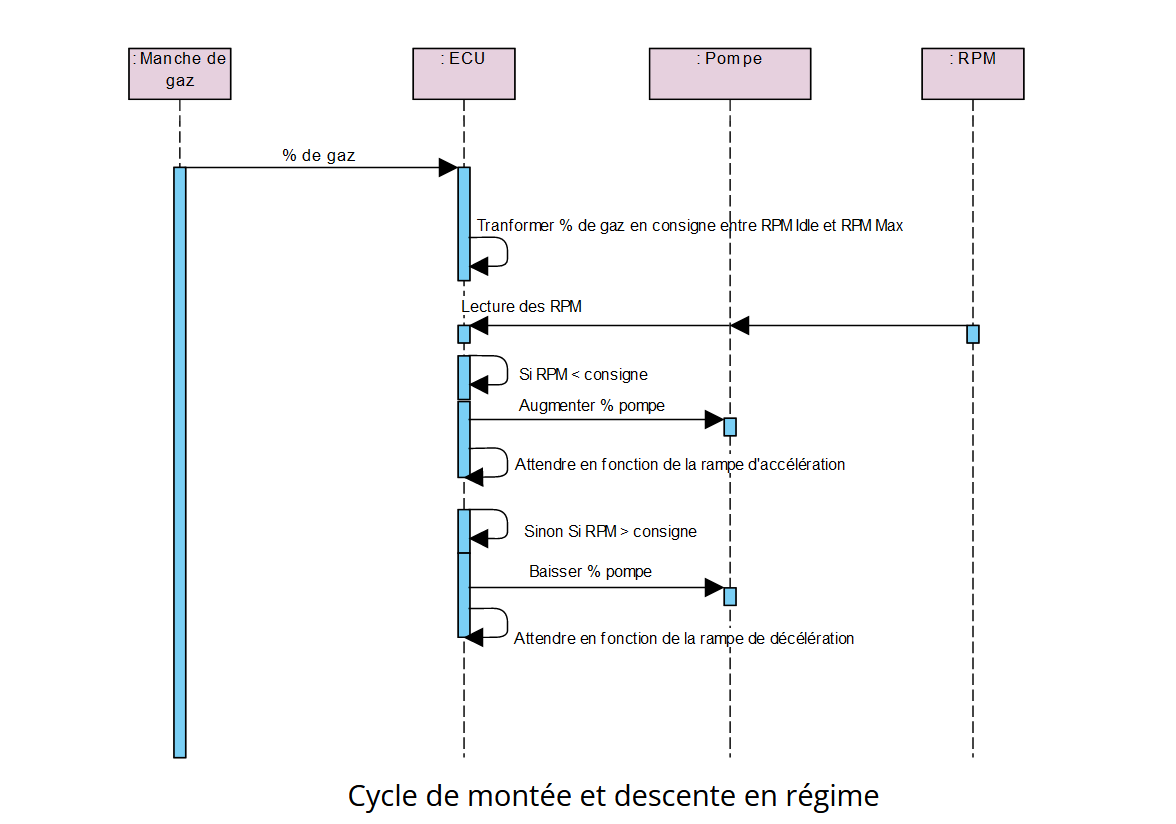 : Manche de
gaz
: ECU
: Pompe
: RPM
% de gaz
Tranformer % de gaz en consigne entre RPM Idle et RPM Max
Lecture des RPM
Si RPM < consigne
Augmenter % pompe
Attendre en fonction de la rampe d'accélération
Sinon Si RPM > consigne
Baisser % pompe
Attendre en fonction de la rampe de décélération
Cycle de montée et descente en régime